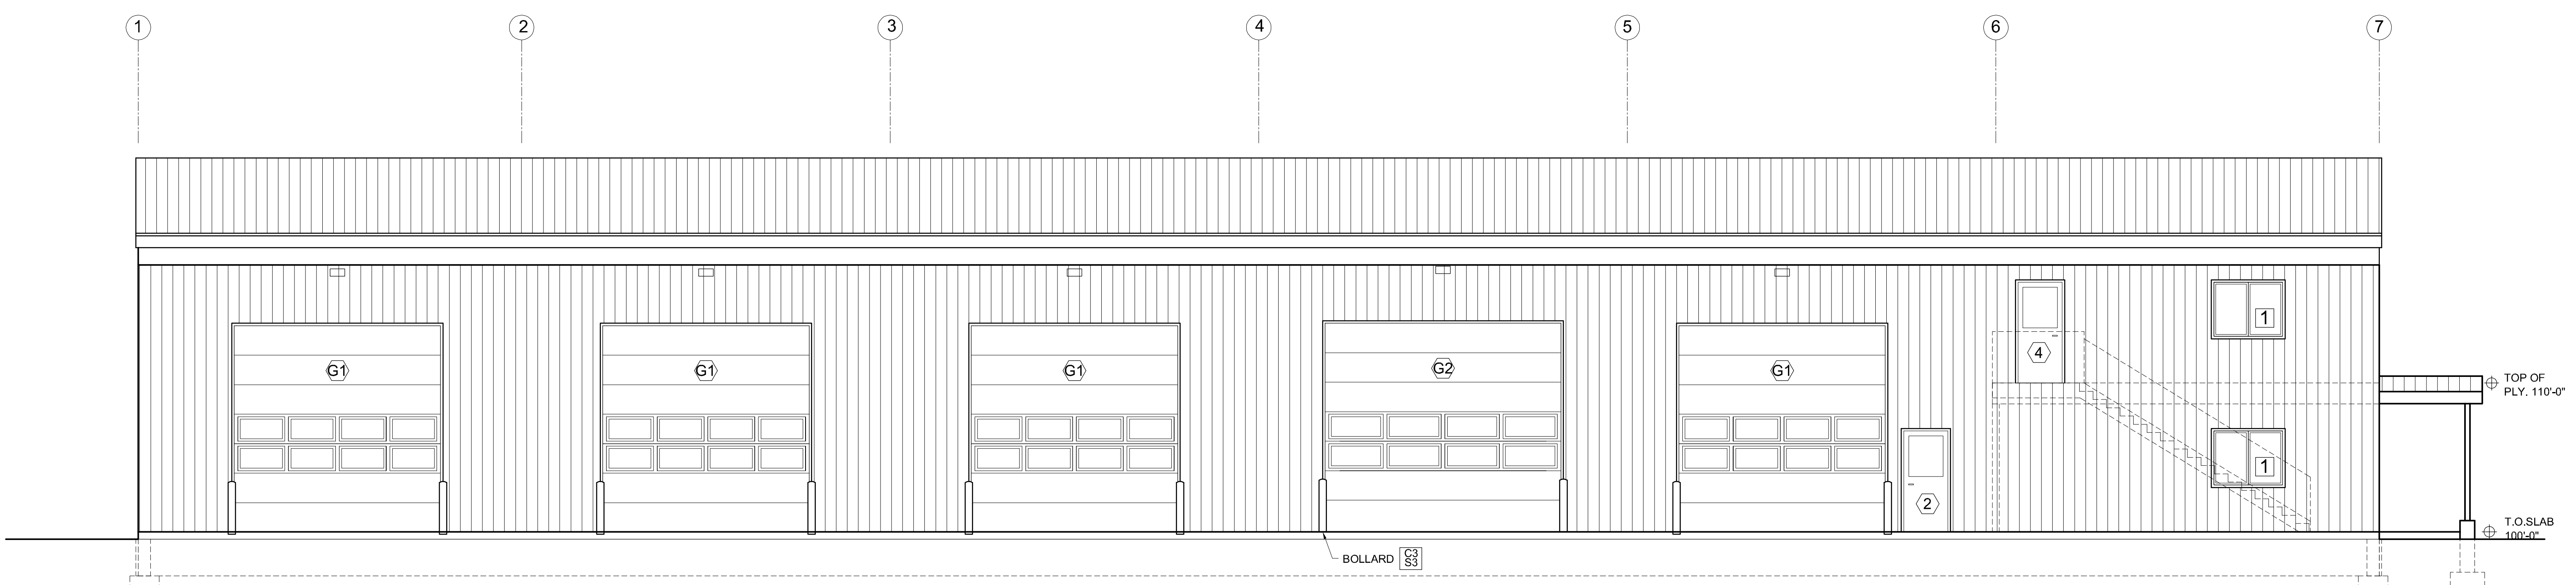 1 2 3 4 5 6 7
G1 G1 G1 G2 G1
4
1
TOP OF
PLY. 110'-0"
1
2
T.O.SLAB
100'-0"
BOLLARD C3
S3